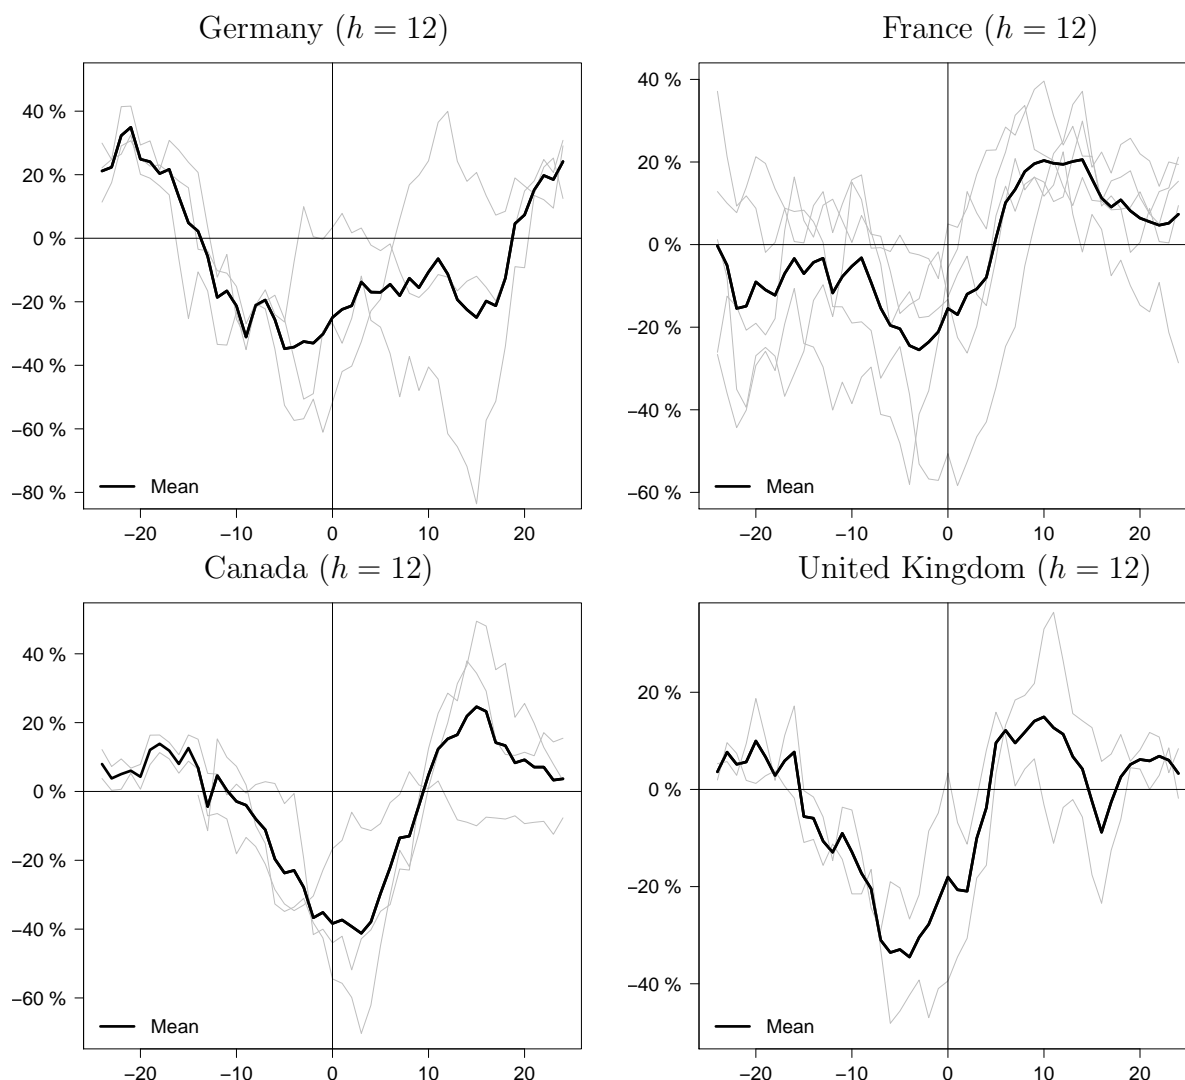 Germany (h = 12)
40 %
20 %
0 %
−20 %
−40 %
−60 %
−80 %
Mean
−20 −10 0 10 20
France (h = 12)
40 %
20 %
0 %
−20 %
−40 %
−60 %
Mean
−20 −10 0 10 20
Canada (h = 12)
40 %
20 %
0 %
−20 %
−40 %
−60 %
Mean
−20 −10 0 10 20
United Kingdom (h = 12)
20 %
0 %
−20 %
−40 %
Mean
−20 −10 0 10 20